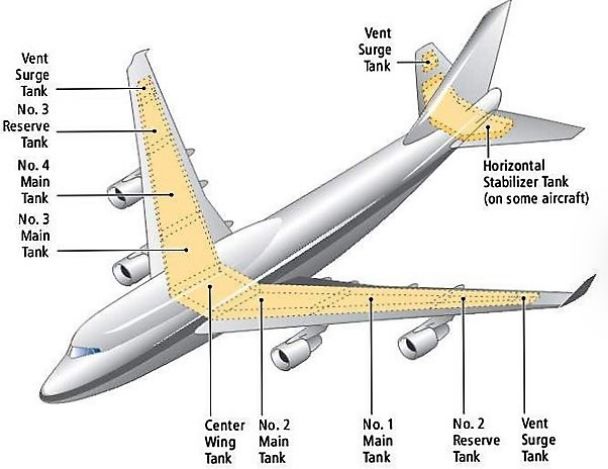 Vent
Surge
Tank
No. 3
Reserve
Tank
No. 4
Main
Tank
No. 3
Main
Tank
Vent
Surge
Tank
Horizontal
Stabilizer Tank
(on some aircraft)
Center
Wing
Tank
No. 2
Main
Tank
No. 1
Main
Tank
No. 2
Reserve
Tank
Vent
Surge
Tank